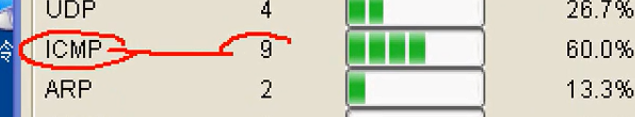 UDP 4 26.7%
ICMP 9 60.0%
ARP 2 13.3%